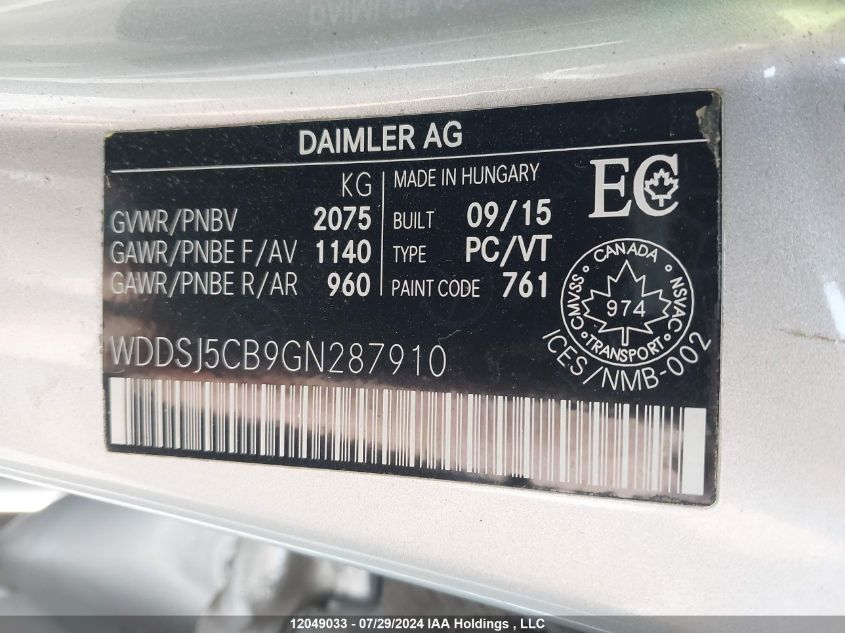 DAIMLER AG
KG
GVWR/PNBV 2075
GAWR/PNBE F/AV 1140
GAWR/PNBE R/AR 960
MADE IN HUNGARY
BUILT 09/15
TYPE PC/VT
PAINT CODE 761
EC
CANADA
CMVSS 974 NSVAC
TRANSPORT
ICES/NMB-002
WDDSJ5CB9GN287910
12049033 - 07/29/2024 IAA Holdings, LLC.